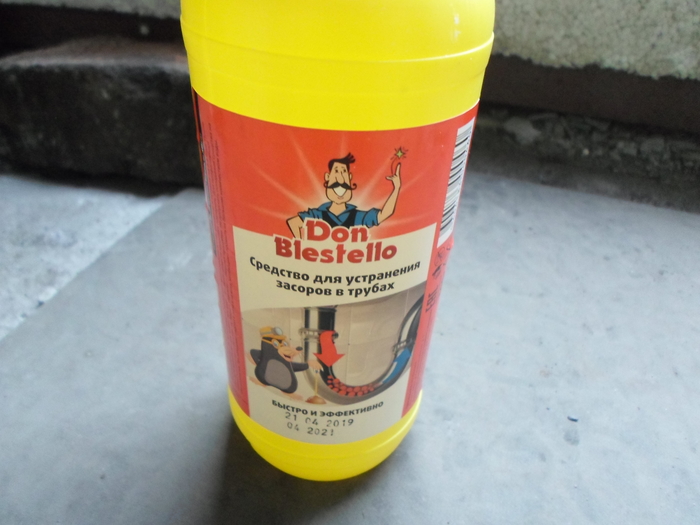 Don
Blestello
Средство для устранения
засоров в трубах
БЫСТРО И ЭФФЕКТИВНО
21 04 2019
04 2021